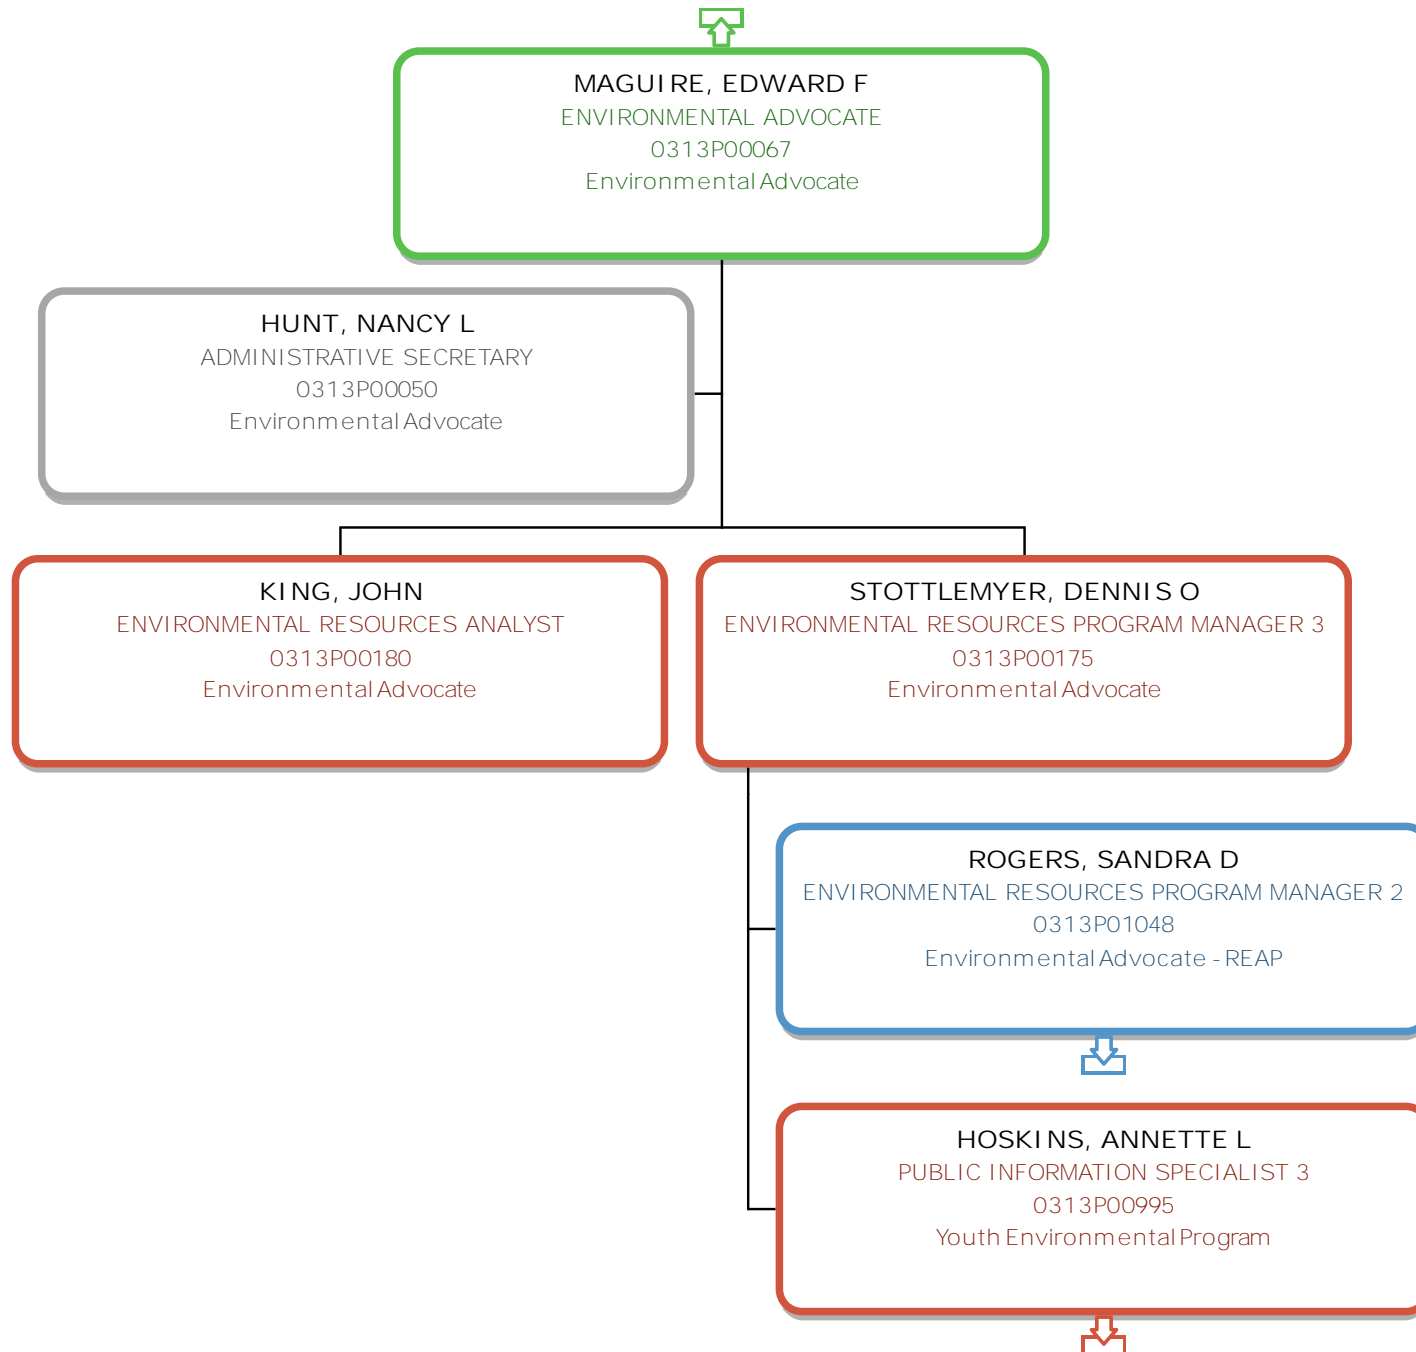 MAGUIRE, EDWARD F
ENVIRONMENTAL ADVOCATE
0313P00067
Environmental Advocate
HUNT, NANCY L
ADMINISTRATIVE SECRETARY
0313P00050
Environmental Advocate
KING, JOHN
ENVIRONMENTAL RESOURCES ANALYST
0313P00180
Environmental Advocate
STOTTLEMYER, DENNIS O
ENVIRONMENTAL RESOURCES PROGRAM MANAGER 3
0313P00175
Environmental Advocate
ROGERS, SANDRA D
ENVIRONMENTAL RESOURCES PROGRAM MANAGER 2
0313P01048
Environmental Advocate - REAP
HOSKINS, ANNETTE L
PUBLIC INFORMATION SPECIALIST 3
0313P00995
Youth Environmental Program